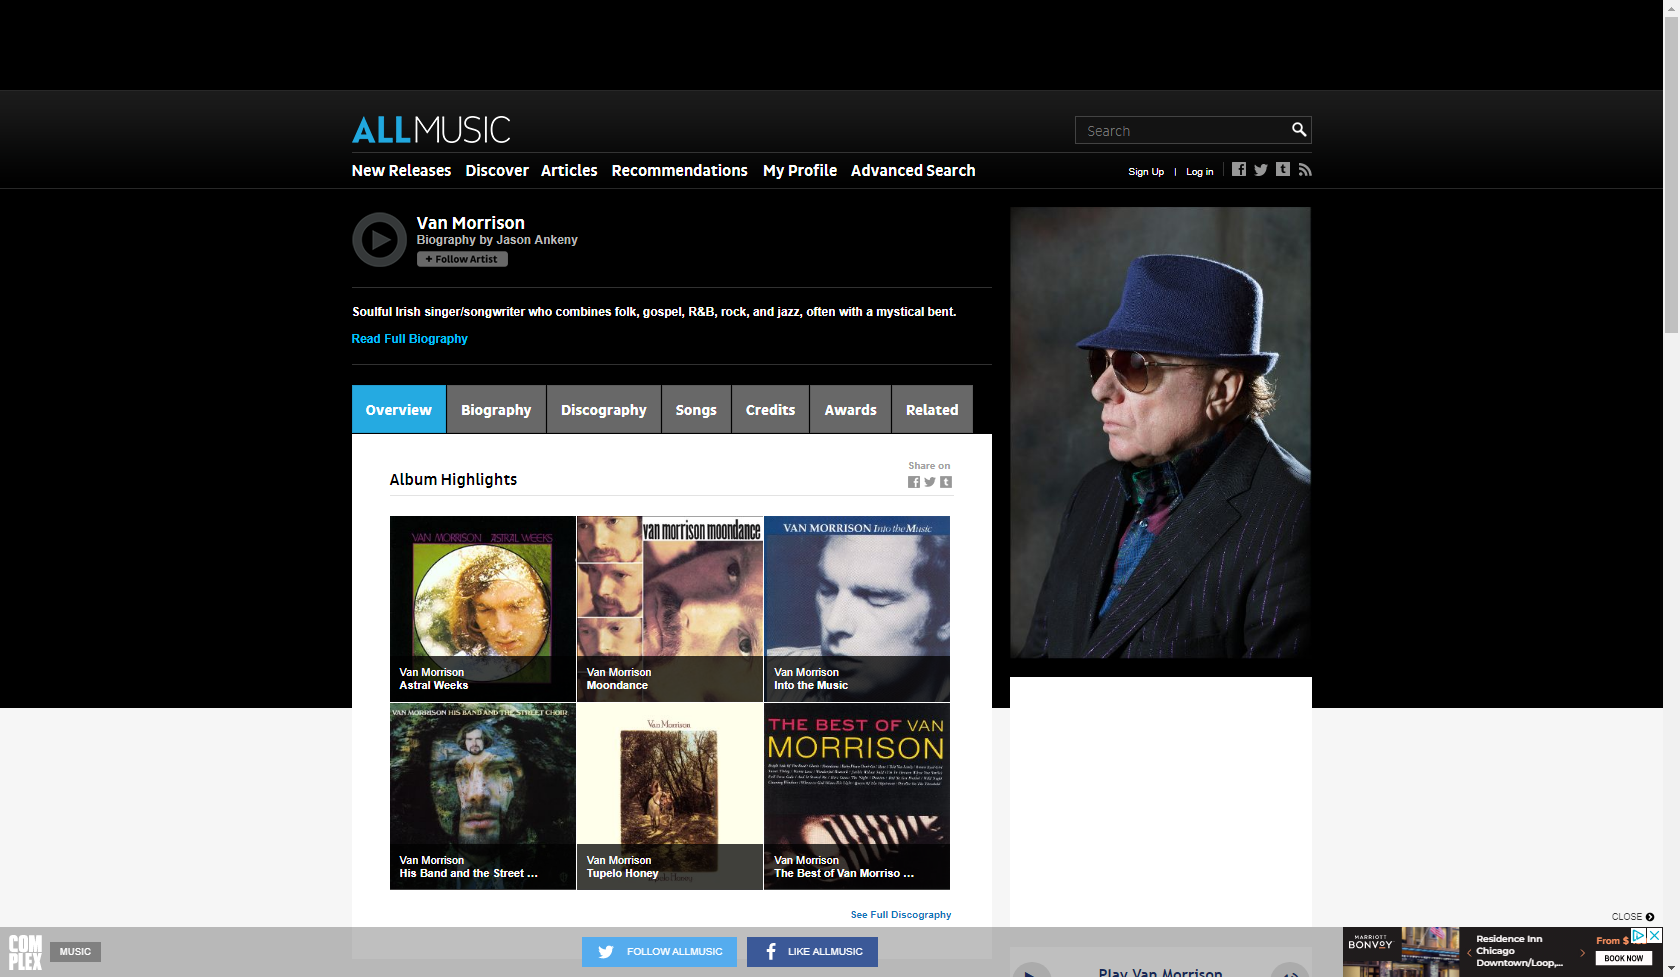 ALLMUSIC
Search
New Releases Discover Articles Recommendations My Profile Advanced Search
Sign Up | Log in
Van Morrison
Biography by Jason Ankeny
+ Follow Artist
Soulful Irish singer/songwriter who combines folk, gospel, R&B, rock, and jazz, often with a mystical bent.
Read Full Biography
Overview Biography Discography Songs Credits Awards Related
Album Highlights
Share on
VAN MORRISON ASTRAL WEEKS
Van Morrison
Astral Weeks
van morrison moondance
Van Morrison
Moondance
VAN MORRISON Into the Music
Van Morrison
Into the Music
VAN MORRISON HIS BAND AND THE STREET CHOIR
Van Morrison
His Band and the Street ...
Van Morrison
Van Morrison
Tupelo Honey
Tupelo Honey
THE BEST OF VAN
MORRISON
Van Morrison
The Best of Van Morriso ...
See Full Discography
CLOSE
COM
PLEX
MUSIC
FOLLOW ALLMUSIC
LIKE ALLMUSIC
Play Van Morrison
MARRIOTT
BONVOY
Residence Inn
Chicago
Downtown/Loop,...
From $
BOOK NOW